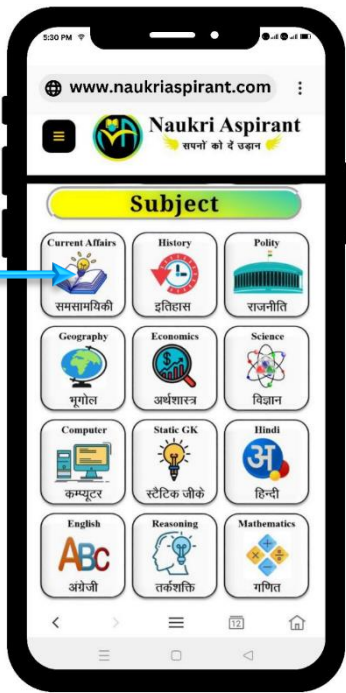 5:30 PM
www.naukriaspirant.com
Naukri Aspirant
सपनों को दें उड़ान
Subject
Current Affairs History Polity
समसामयिकी इतिहास राजनीति
Geography Economics Science
भूगोल अर्थशास्त्र विज्ञान
Computer Static GK Hindi
अ
कम्प्यूटर स्टैटिक जीके हिन्दी
English Reasoning Mathematics
ABC
अंग्रेजी तर्कशक्ति गणित
12